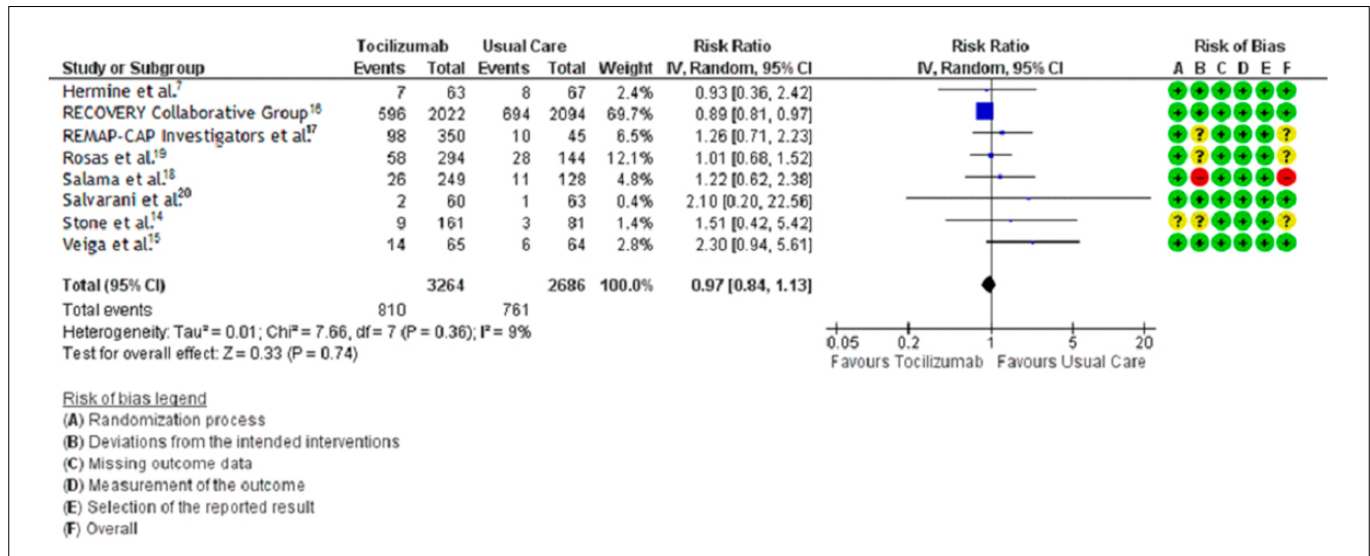 Tocilizumab Usual Care Risk Ratio Risk Ratio Risk of Bias
Study or Subgroup Events Total Events Total Weight IV, Random, 95% CI IV, Random, 95% CI A B C D E F
Hermine et al.⁷ 7 63 8 67 2.4% 0.93 [0.36, 2.42] + + + + + +
RECOVERY Collaborative Group¹⁶ 596 2022 694 2094 69.7% 0.89 [0.81, 0.97] + + + + + +
REMAP-CAP Investigators et al.¹⁷ 98 350 10 45 6.5% 1.26 [0.71, 2.23] + ? + + + ?
Rosas et al.¹⁹ 58 294 28 144 12.1% 1.01 [0.68, 1.52] + ? + + + ?
Salama et al.¹⁸ 26 249 11 128 4.8% 1.22 [0.62, 2.38] + - + + + -
Salvarani et al.²⁰ 2 60 1 63 0.4% 2.10 [0.20, 22.56] + + + + + +
Stone et al.¹⁴ 9 161 3 81 1.4% 1.51 [0.42, 5.42] ? ? + + + ?
Veiga et al.¹⁵ 14 65 6 64 2.8% 2.30 [0.94, 5.61] + + + + + +
Total (95% CI) 3264 2686 100.0% 0.97 [0.84, 1.13]
Total events 810 761
Heterogeneity: Tau² = 0.01; Chi² = 7.66, df = 7 (P = 0.36); I² = 9%
Test for overall effect: Z = 0.33 (P = 0.74)
0.05 0.2 1 5 20
Favours Tocilizumab Favours Usual Care
Risk of bias legend
(A) Randomization process
(B) Deviations from the intended interventions
(C) Missing outcome data
(D) Measurement of the outcome
(E) Selection of the reported result
(F) Overall